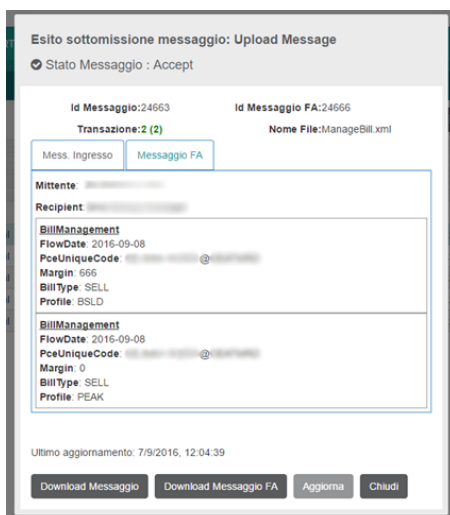 Esito sottomissione messaggio: Upload Message
Stato Messaggio : Accept
Id Messaggio:24663 Id Messaggio FA:24666
Transazione:2 (2) Nome File:ManageBill.xml
Mess. Ingresso Messaggio FA
Mittente:
Recipient:
BillManagement
FlowDate: 2016-09-08
PceUniqueCode: @
Margin: 666
BillType: SELL
Profile: BSLD
BillManagement
FlowDate: 2016-09-08
PceUniqueCode: @
Margin: 0
BillType: SELL
Profile: PEAK
Ultimo aggiornamento: 7/9/2016, 12:04:39
Download Messaggio Download Messaggio FA Aggiorna Chiudi